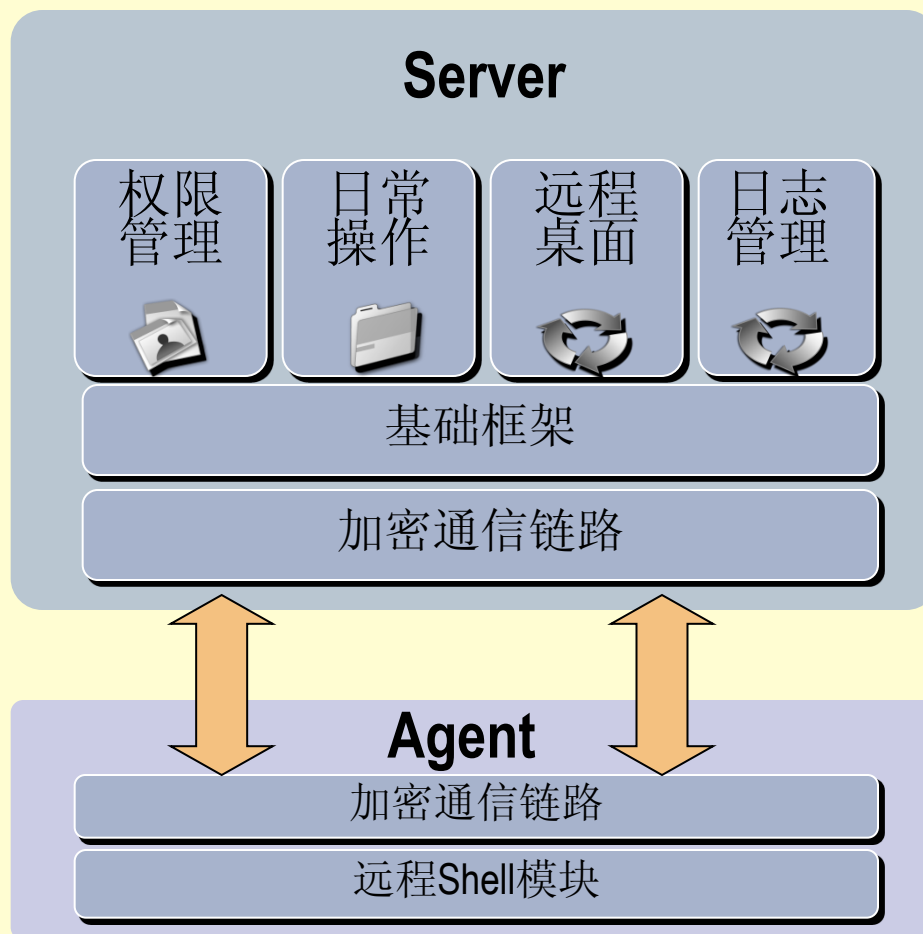 Server
权限
管理
日常
操作
远程
桌面
日志
管理
基础框架
加密通信链路
Agent
加密通信链路
远程Shell模块